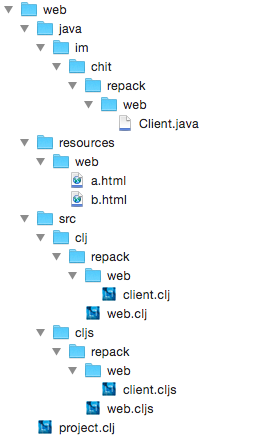 web
java
im
chit
repack
web
Client.java
resources
web
a.html
b.html
src
clj
repack
web
client.clj
web.clj
cljs
repack
web
client.cljs
web.cljs
project.clj